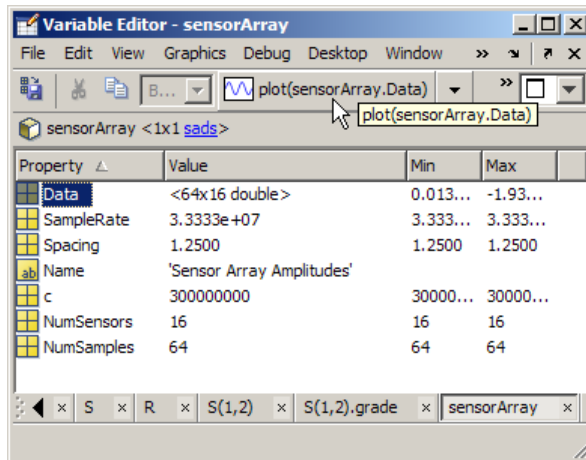 Variable Editor - sensorArray
File Edit View Graphics Debug Desktop Window
B... plot(sensorArray.Data)
plot(sensorArray.Data)
sensorArray <1x1 sads>
Property Value Min Max
Data <64x16 double> 0.013... -1.93...
SampleRate 3.3333e+07 3.333... 3.333...
Spacing 1.2500 1.2500 1.2500
ab Name 'Sensor Array Amplitudes'
c 300000000 30000... 30000...
NumSensors 16 16 16
NumSamples 64 64 64
S R S(1,2) S(1,2).grade sensorArray